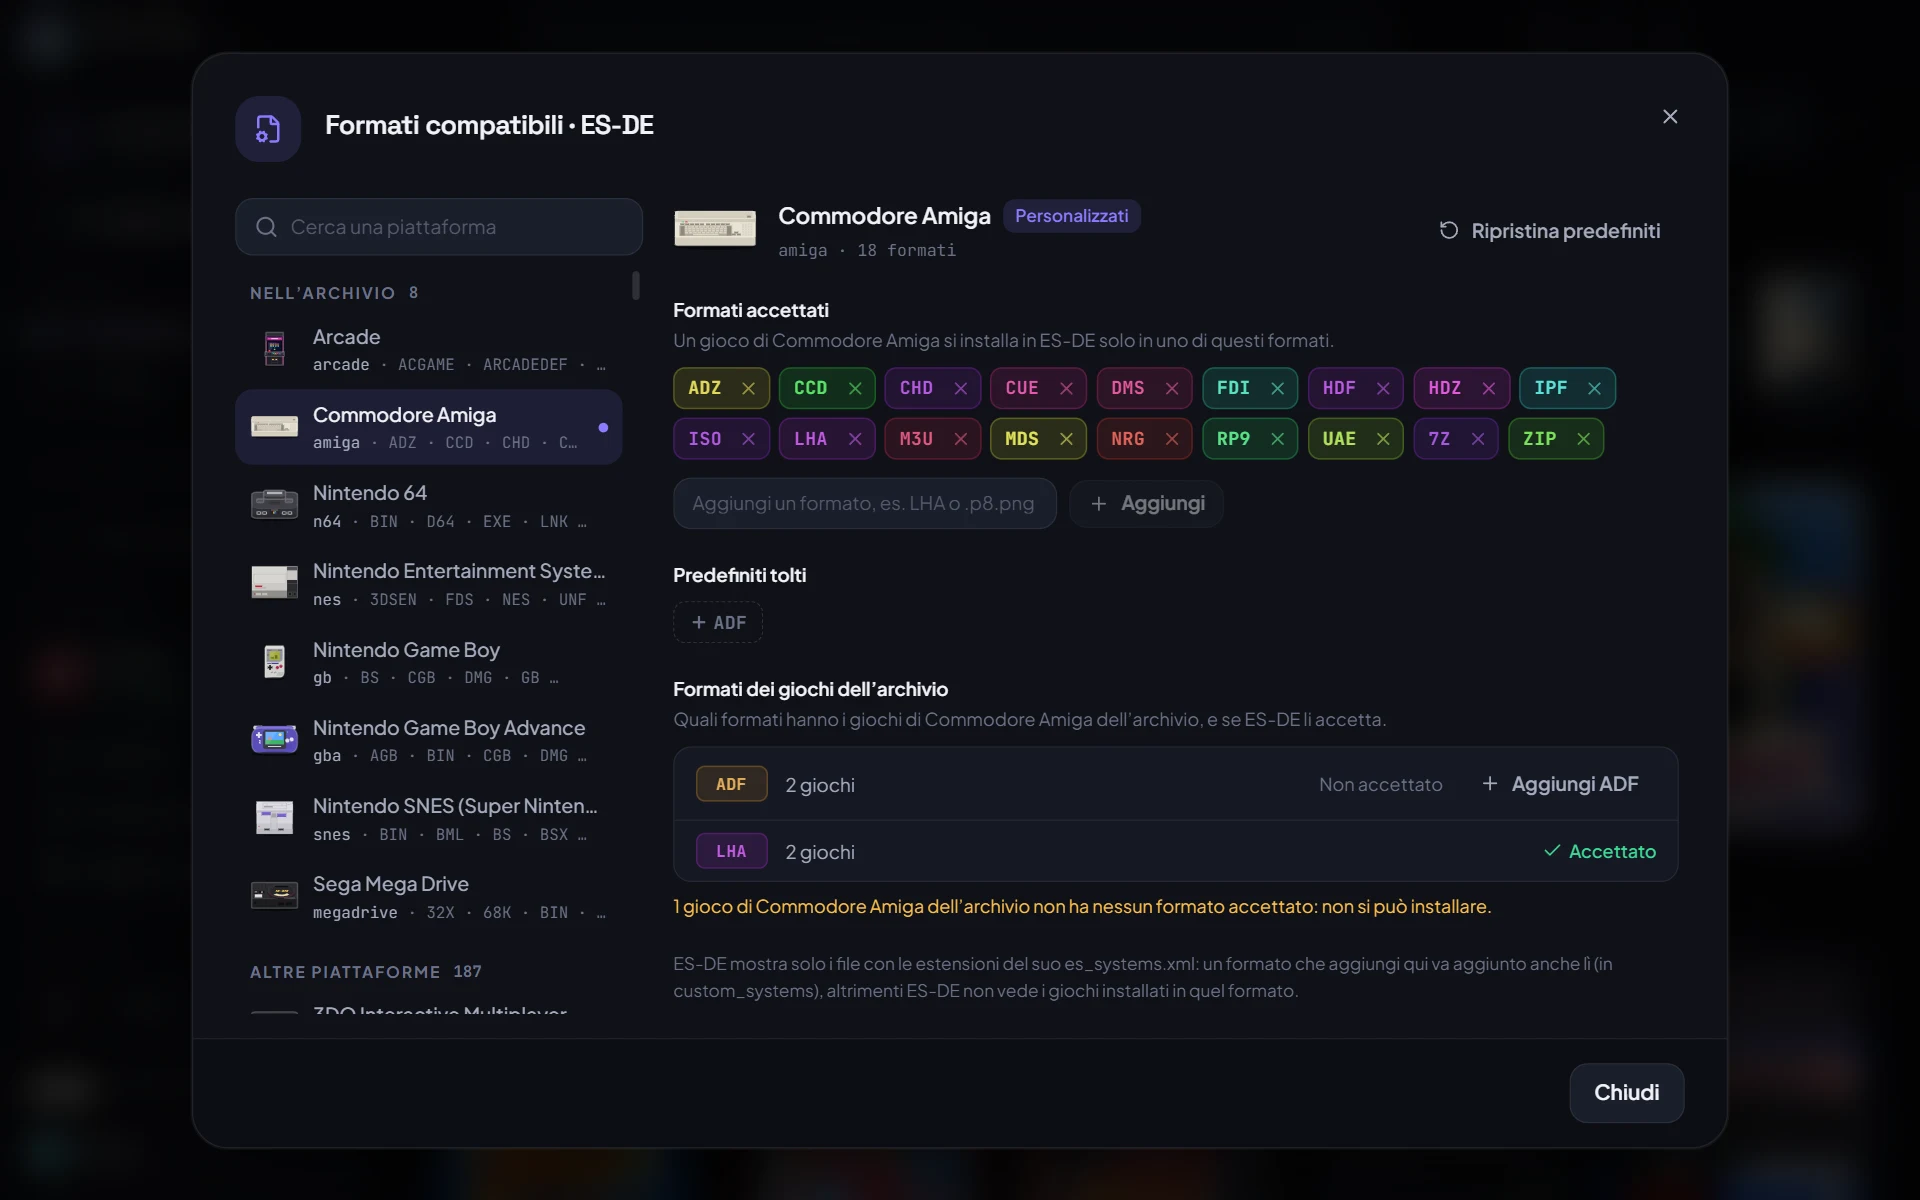 Formati compatibili · ES-DE
Cerca una piattaforma
NELL'ARCHIVIO 8
Arcade
arcade · ACGAME · ARCADEDEF · …
Commodore Amiga
amiga · ADZ · CCD · CHD · C…
Nintendo 64
n64 · BIN · D64 · EXE · LNK …
Nintendo Entertainment Syste…
nes · 3DSEN · FDS · NES · UNF …
Nintendo Game Boy
gb · BS · CGB · DMG · GB …
Nintendo Game Boy Advance
gba · AGB · BIN · CGB · DMG …
Nintendo SNES (Super Ninten…
snes · BIN · BML · BS · BSX …
Sega Mega Drive
megadrive · 32X · 68K · BIN · …
ALTRE PIATTAFORME 187
3DO Interactive Multiplayer
Commodore Amiga Personalizzati
amiga · 18 formati
Ripristina predefiniti
Formati accettati
Un gioco di Commodore Amiga si installa in ES-DE solo in uno di questi formati.
ADZ CCD CHD CUE DMS FDI HDF HDZ IPF
ISO LHA M3U MDS NRG RP9 UAE 7Z ZIP
Aggiungi un formato, es. LHA o .p8.png
+ Aggiungi
Predefiniti tolti
+ ADF
Formati dei giochi dell'archivio
Quali formati hanno i giochi di Commodore Amiga dell'archivio, e se ES-DE li accetta.
ADF 2 giochi Non accettato + Aggiungi ADF
LHA 2 giochi Accettato
1 gioco di Commodore Amiga dell'archivio non ha nessun formato accettato: non si può installare.
ES-DE mostra solo i file con le estensioni del suo es_systems.xml: un formato che aggiungi qui va aggiunto anche lì (in
custom_systems), altrimenti ES-DE non vede i giochi installati in quel formato.
Chiudi